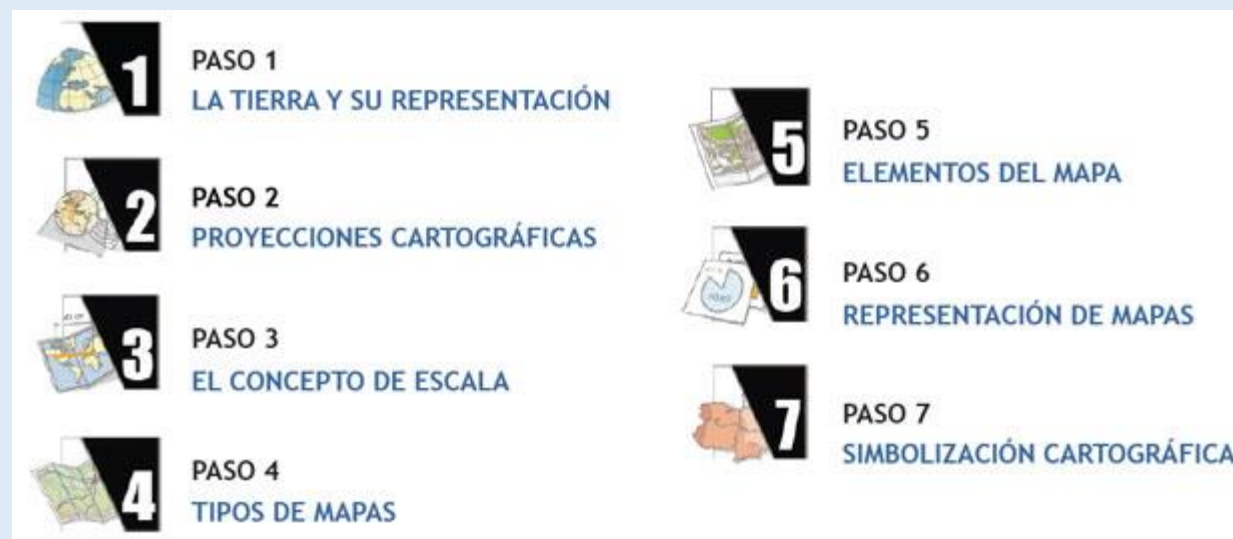 1
PASO 1
LA TIERRA Y SU REPRESENTACIÓN
2
PASO 2
PROYECCIONES CARTOGRÁFICAS
3
PASO 3
EL CONCEPTO DE ESCALA
4
PASO 4
TIPOS DE MAPAS
5
PASO 5
ELEMENTOS DEL MAPA
6
PASO 6
REPRESENTACIÓN DE MAPAS
7
PASO 7
SIMBOLIZACIÓN CARTOGRÁFICA